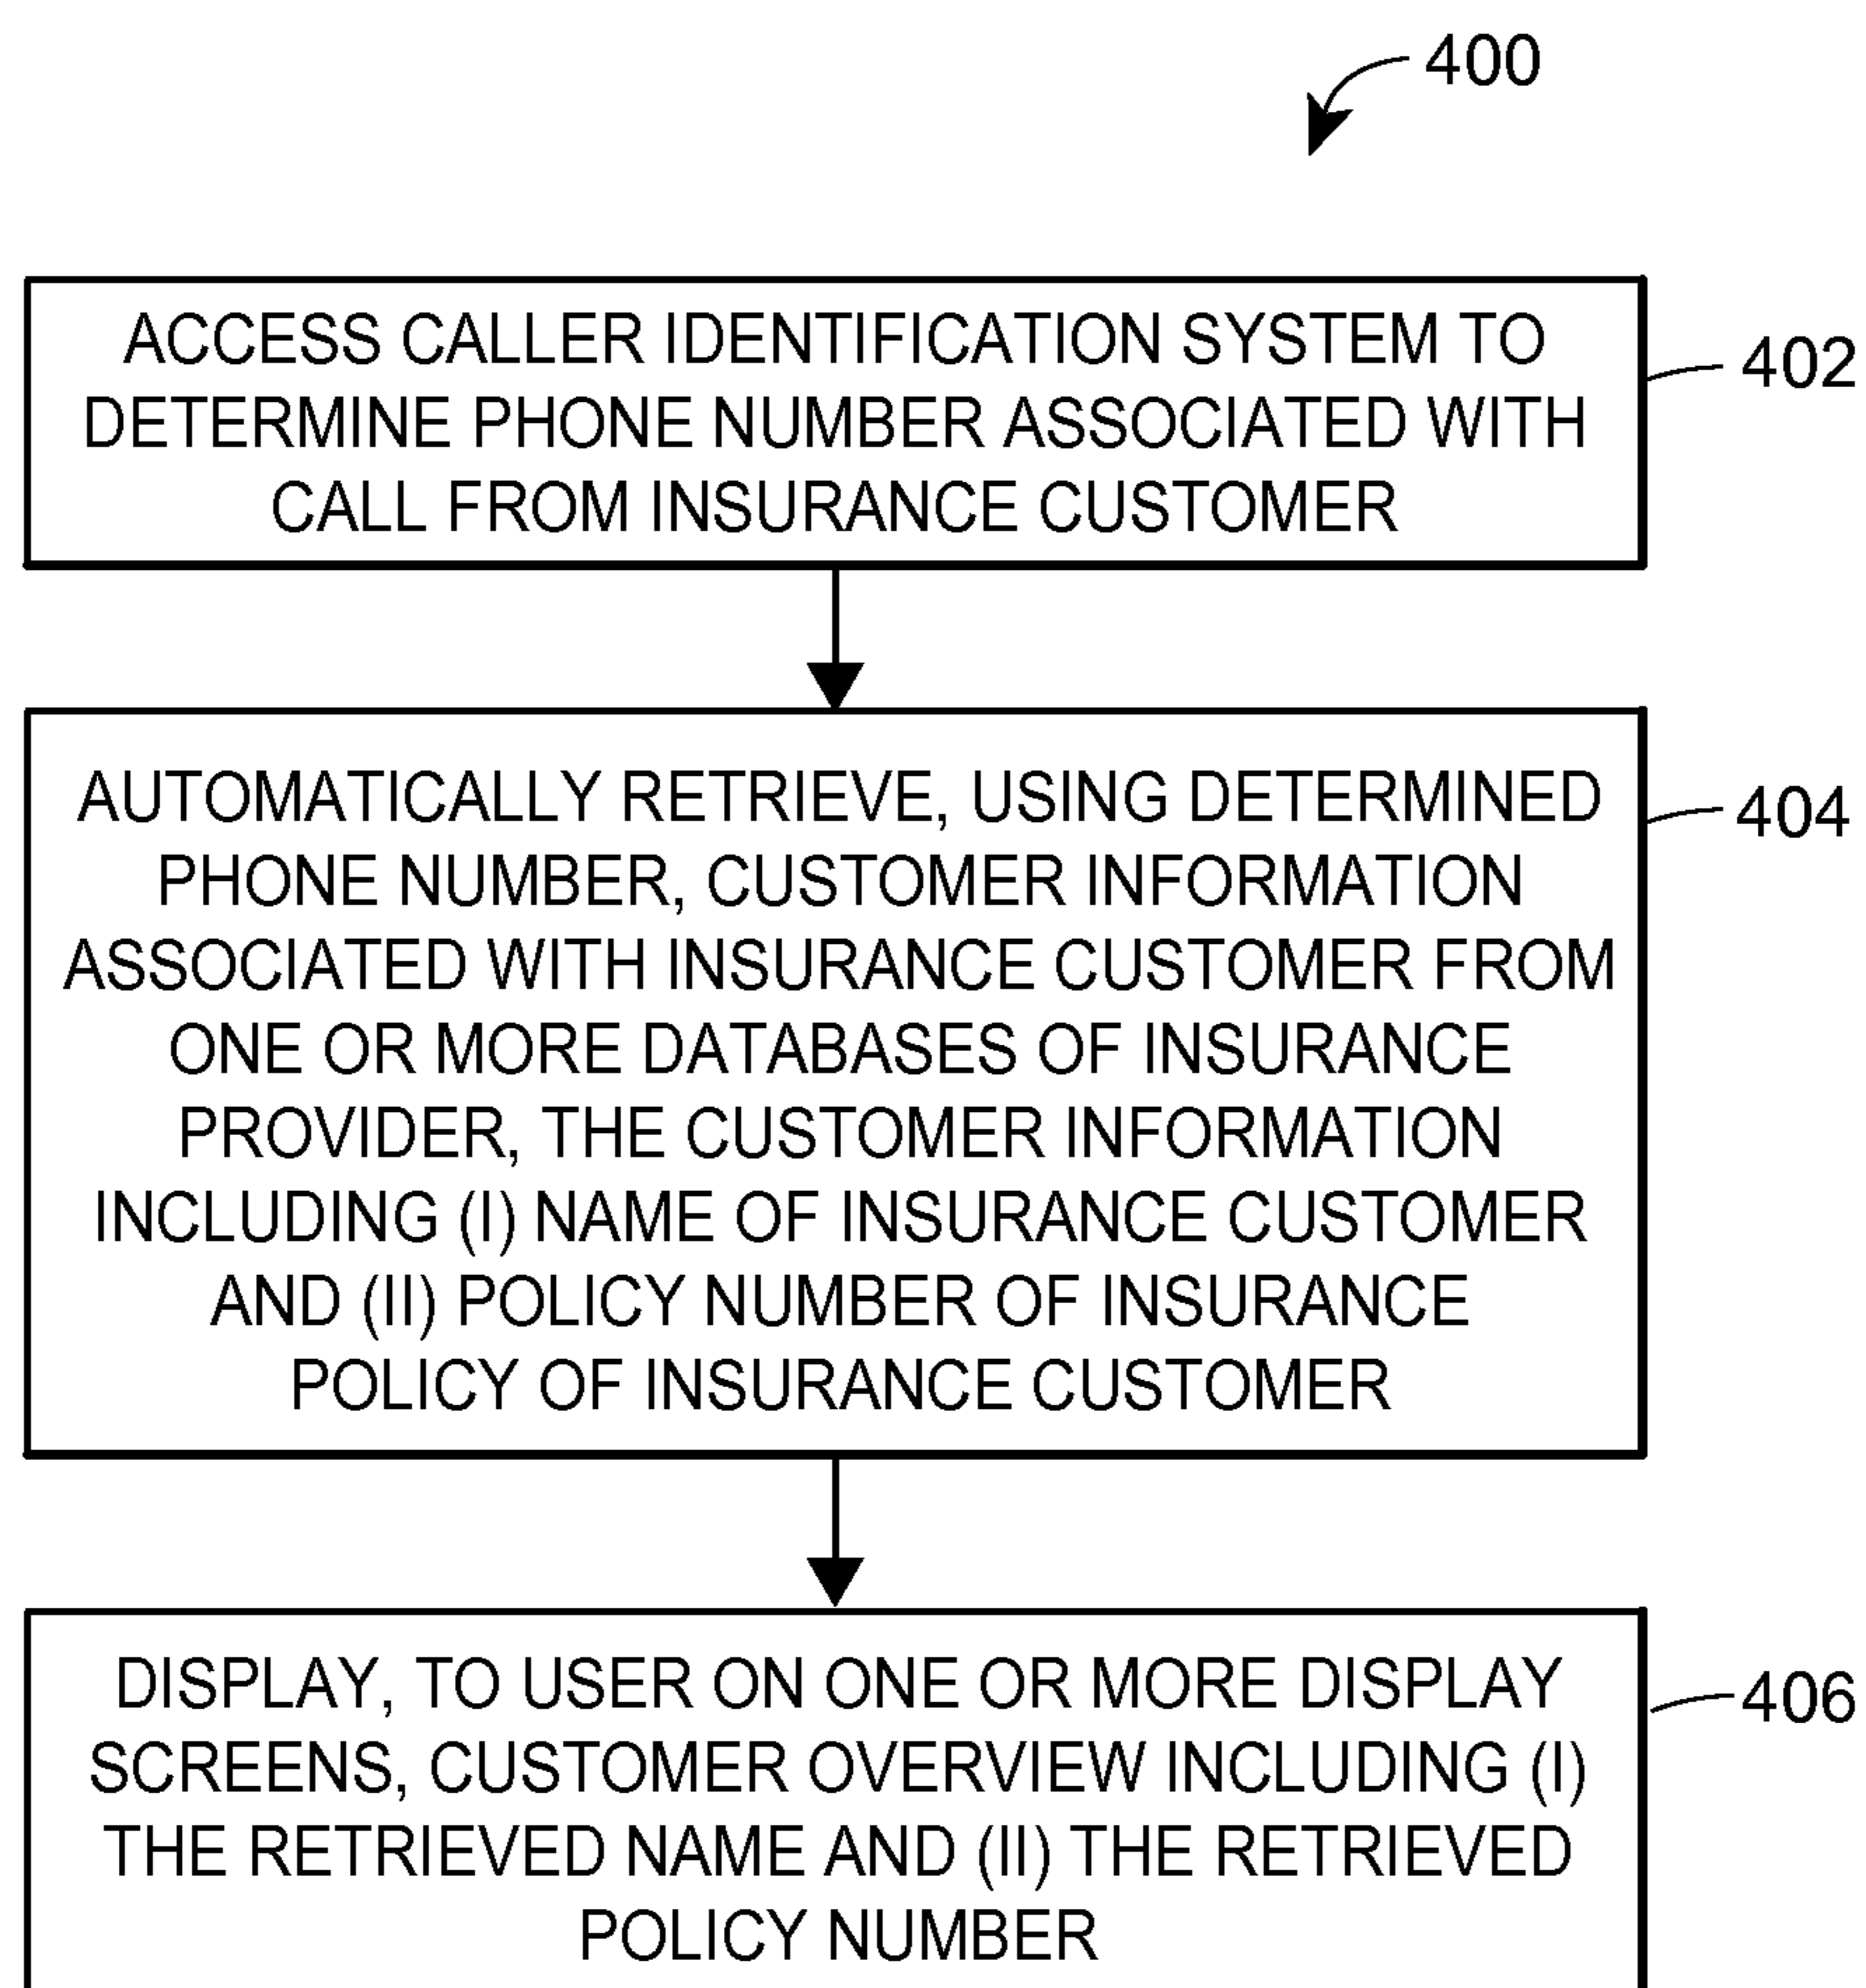 400
ACCESS CALLER IDENTIFICATION SYSTEM TO
DETERMINE PHONE NUMBER ASSOCIATED WITH
CALL FROM INSURANCE CUSTOMER
402
AUTOMATICALLY RETRIEVE, USING DETERMINED
PHONE NUMBER, CUSTOMER INFORMATION
ASSOCIATED WITH INSURANCE CUSTOMER FROM
ONE OR MORE DATABASES OF INSURANCE
PROVIDER, THE CUSTOMER INFORMATION
INCLUDING (I) NAME OF INSURANCE CUSTOMER
AND (II) POLICY NUMBER OF INSURANCE
POLICY OF INSURANCE CUSTOMER
404
DISPLAY, TO USER ON ONE OR MORE DISPLAY
SCREENS, CUSTOMER OVERVIEW INCLUDING (I)
THE RETRIEVED NAME AND (II) THE RETRIEVED
POLICY NUMBER
406